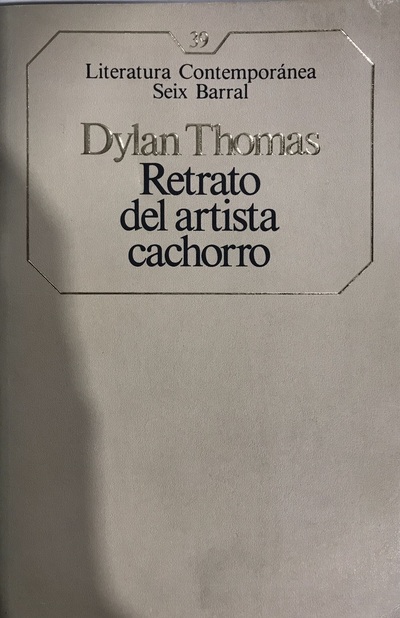 39
Literatura Contemporánea
Seix Barral
Dylan Thomas
Retrato
del artista
cachorro